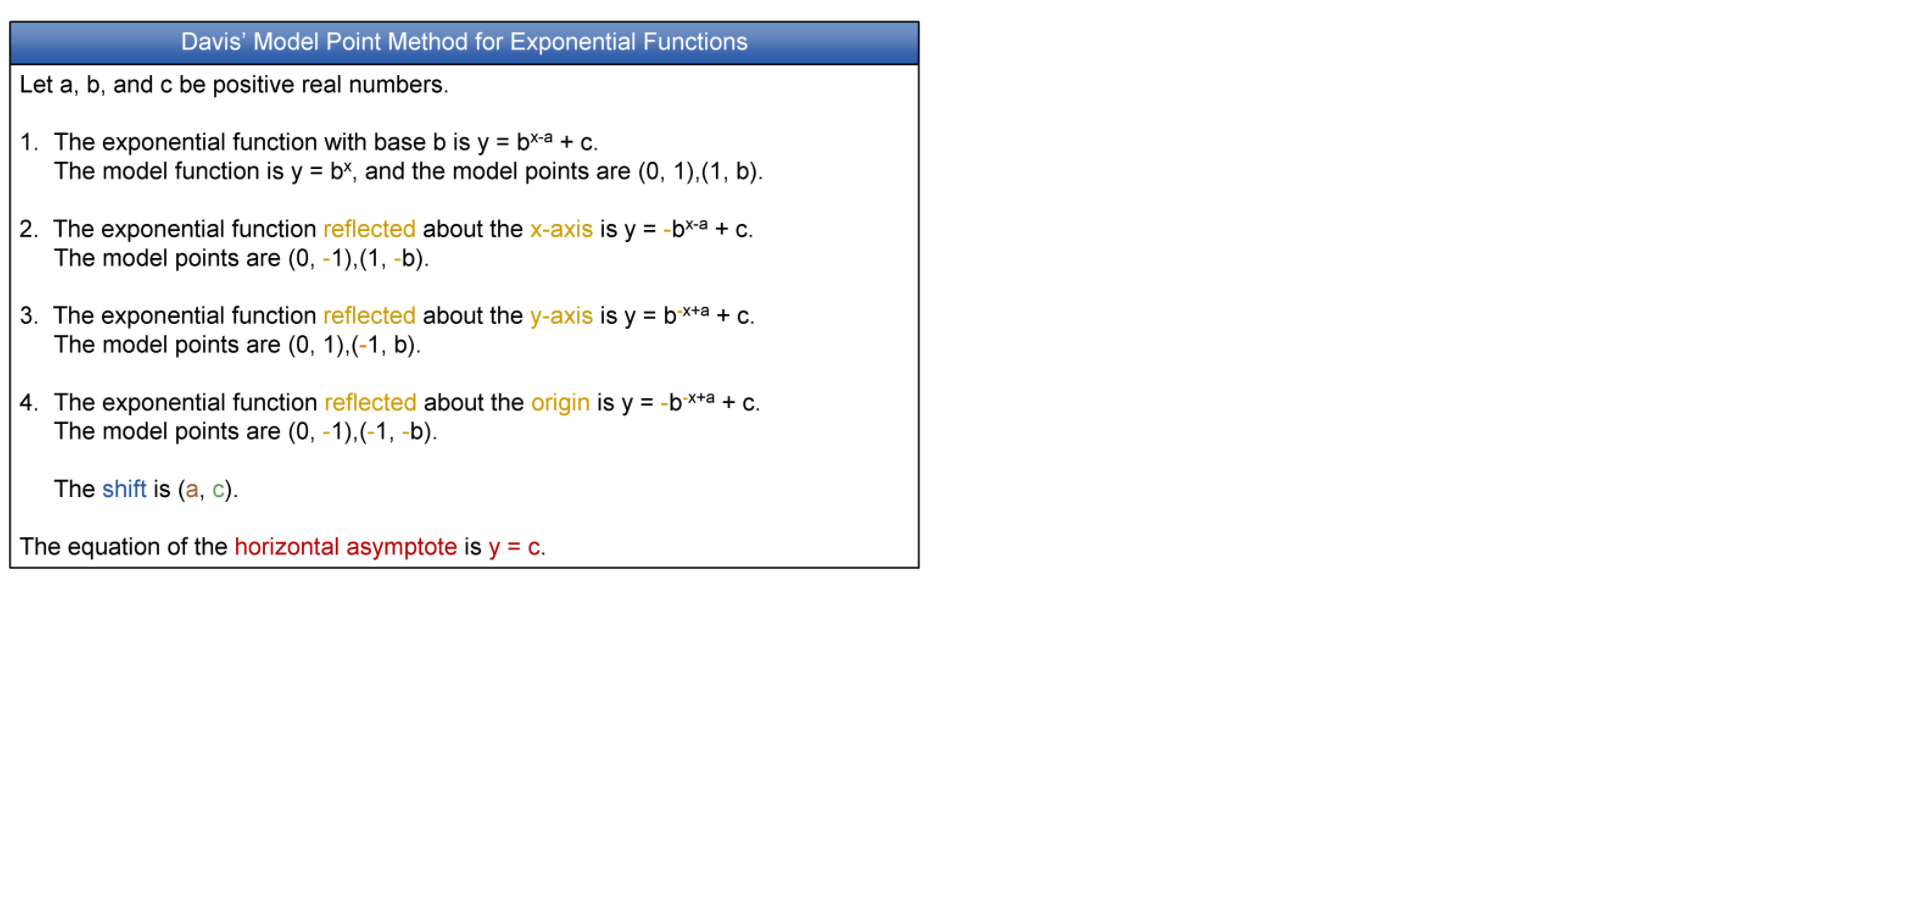 Davis’ Model Point Method for Exponential Functions
Let a, b, and c be positive real numbers.
1. The exponential function with base b is y = bˣ⁻ᵃ + c.
The model function is y = bˣ, and the model points are (0, 1),(1, b).
2. The exponential function reflected about the x-axis is y = -bˣ⁻ᵃ + c.
The model points are (0, -1),(1, -b).
3. The exponential function reflected about the y-axis is y = b⁻ˣ⁺ᵃ + c.
The model points are (0, 1),(-1, b).
4. The exponential function reflected about the origin is y = -b⁻ˣ⁺ᵃ + c.
The model points are (0, -1),(-1, -b).
The shift is (a, c).
The equation of the horizontal asymptote is y = c.